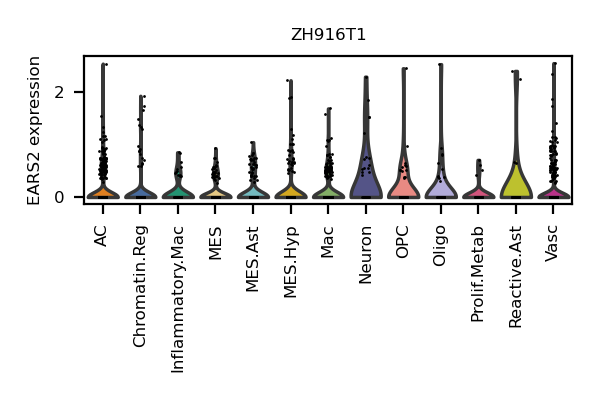 ZH916T1
EARS2 expression
2
0
AC
Chromatin.Reg
Inflammatory.Mac
MES
MES.Ast
MES.Hyp
Mac
Neuron
OPC
Oligo
Prolif.Metab
Reactive.Ast
Vasc